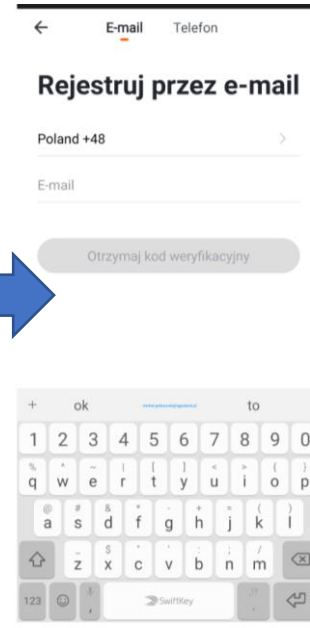 E-mail Telefon
Rejestruj przez e-mail
Poland +48
E-mail
Otrzymaj kod weryfikacyjny
+ ok to
1 2 3 4 5 6 7 8 9 0
% ^ ~ | [ ] < > { }
q w e r t y u i o p
@ # & * - + = ( )
a s d f g h j k l
_ $ " ' : ; /
z x c v b n m
123 , SwiftKey .